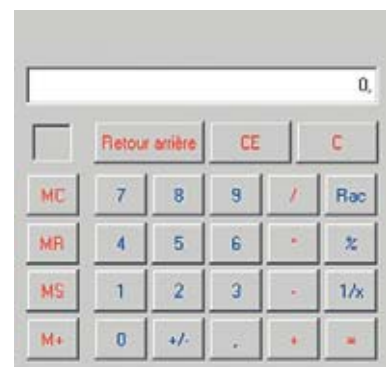 0,
Retour arrière CE C
MC 7 8 9 / Rac
MR 4 5 6 * %
MS 1 2 3 - 1/x
M+ 0 +/- , + =